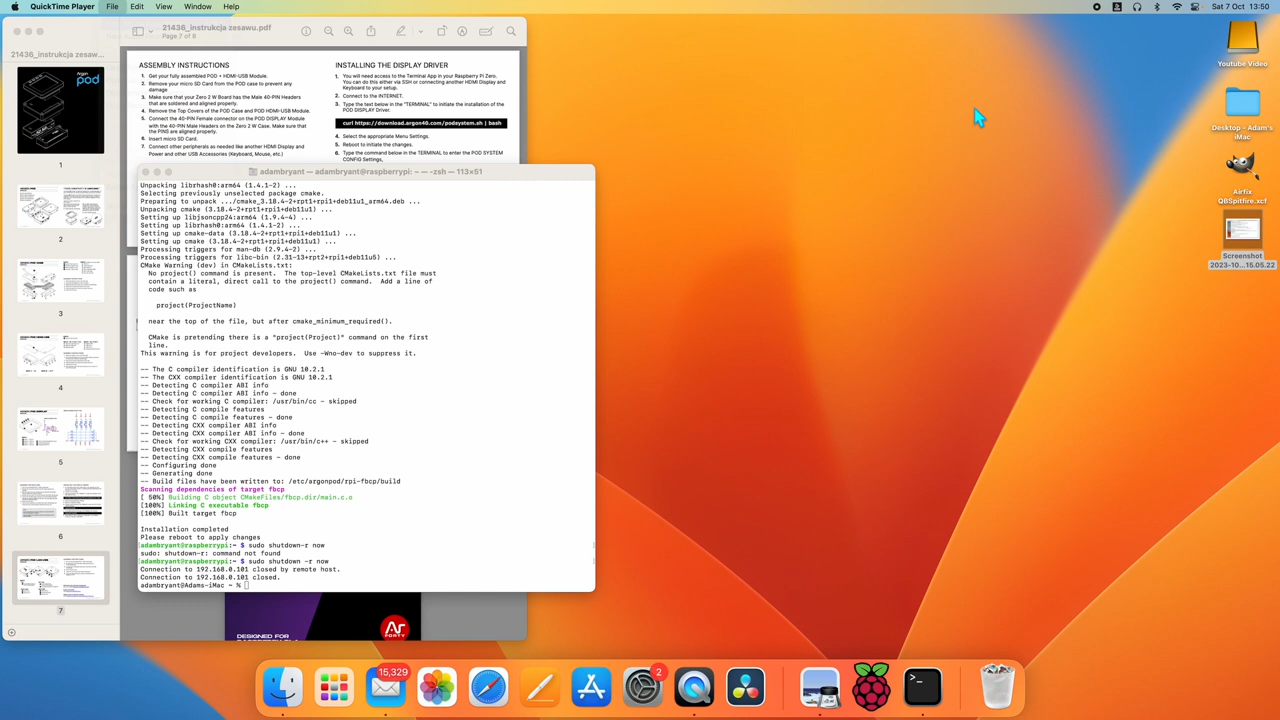 QuickTime Player File Edit View Window Help
Sat 7 Oct 13:50
21436_instrukcja zesaw...
1
2
3
4
5
6
7
21436_instrukcja zesawu.pdf
Page 7 of 8
Argon
pod
ASSEMBLY INSTRUCTIONS
1. Get your fully assembled POD + HDMI-USB Module.
2. Remove your micro SD Card from the POD case to prevent any
damage
3. Make sure that your Zero 2 W Board has the Male 40-PIN Headers
that are soldered and aligned properly.
4. Remove the Top Covers of the POD Case and POD HDMI-USB Module.
5. Connect the 40-PIN Female connector on the POD DISPLAY Module
with the 40-PIN Male Headers on the Zero 2 W Case. Make sure that
the PINS are aligned properly.
6. Insert micro SD Card.
7. Connect other peripherals as needed like another HDMI Display and
Power and other USB Accessories (Keyboard, Mouse, etc.)
INSTALLING THE DISPLAY DRIVER
1. You will need access to the Terminal App in your Raspberry Pi Zero.
You can do this either via SSH or connecting another HDMI Display and
Keyboard to your setup.
2. Connect to the INTERNET.
3. Type the text below in the "TERMINAL" to initiate the installation of the
POD DISPLAY Driver.
curl https://download.argon40.com/podsystem.sh | bash
4. Select the appropriate Menu Settings.
5. Reboot to initiate the changes.
6. Type the command below in the TERMINAL to enter the POD SYSTEM
CONFIG Settings,
adambryant — adambryant@raspberrypi: ~ — -zsh — 113×51
Unpacking librhash0:arm64 (1.4.1-2) ...
Selecting previously unselected package cmake.
Preparing to unpack .../cmake_3.18.4-2+rpt1+rpi1+deb11u1_arm64.deb ...
Unpacking cmake (3.18.4-2+rpt1+rpi1+deb11u1) ...
Setting up libjsoncpp24:arm64 (1.9.4-4) ...
Setting up librhash0:arm64 (1.4.1-2) ...
Setting up cmake-data (3.18.4-2+rpt1+rpi1+deb11u1) ...
Setting up cmake (3.18.4-2+rpt1+rpi1+deb11u1) ...
Processing triggers for man-db (2.9.4-2) ...
Processing triggers for libc-bin (2.31-13+rpt2+rpi1+deb11u5) ...
CMake Warning (dev) in CMakeLists.txt:
No project() command is present. The top-level CMakeLists.txt file must
contain a literal, direct call to the project() command. Add a line of
code such as
project(ProjectName)
near the top of the file, but after cmake_minimum_required().
CMake is pretending there is a "project(Project)" command on the first
line.
This warning is for project developers. Use -Wno-dev to suppress it.
-- The C compiler identification is GNU 10.2.1
-- The CXX compiler identification is GNU 10.2.1
-- Detecting C compiler ABI info
-- Detecting C compiler ABI info - done
-- Check for working C compiler: /usr/bin/cc - skipped
-- Detecting C compile features
-- Detecting C compile features - done
-- Detecting CXX compiler ABI info
-- Detecting CXX compiler ABI info - done
-- Check for working CXX compiler: /usr/bin/c++ - skipped
-- Detecting CXX compile features
-- Detecting CXX compile features - done
-- Configuring done
-- Generating done
-- Build files have been written to: /etc/argonpod/rpi-fbcp/build
Scanning dependencies of target fbcp
[ 50%] Building C object CMakeFiles/fbcp.dir/main.c.o
[100%] Linking C executable fbcp
[100%] Built target fbcp
Installation completed
Please reboot to apply changes
adambryant@raspberrypi:~ $ sudo shutdown-r now
sudo: shutdown-r: command not found
adambryant@raspberrypi:~ $ sudo shutdown -r now
Connection to 192.168.0.101 closed by remote host.
Connection to 192.168.0.101 closed.
adambryant@Adams-iMac ~ %
DESIGNED FOR
Ar
FORTY
Youtube Video
Desktop - Adam's
iMac
Airfix
QBSpitfire.xcf
Screenshot
2023-10...15.05.22
15,329
2